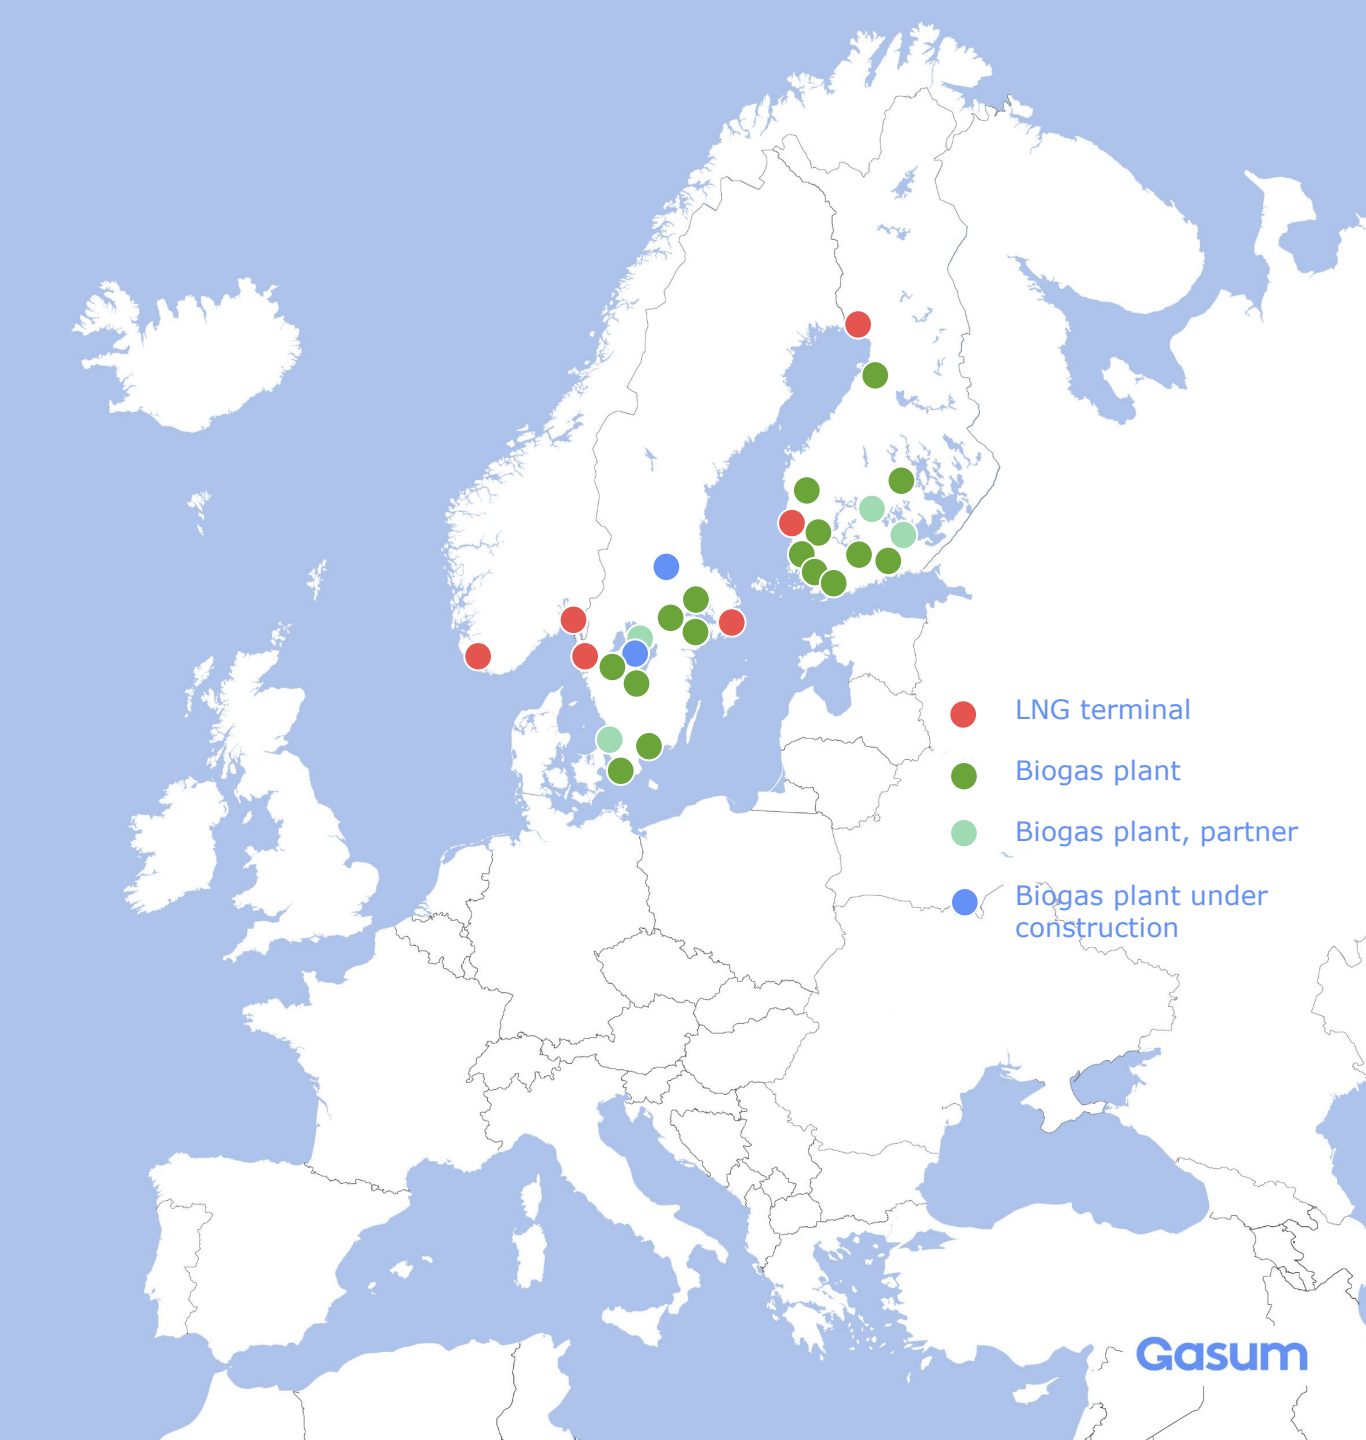 LNG terminal
Biogas plant
Biogas plant, partner
Biogas plant under
construction
Gasum